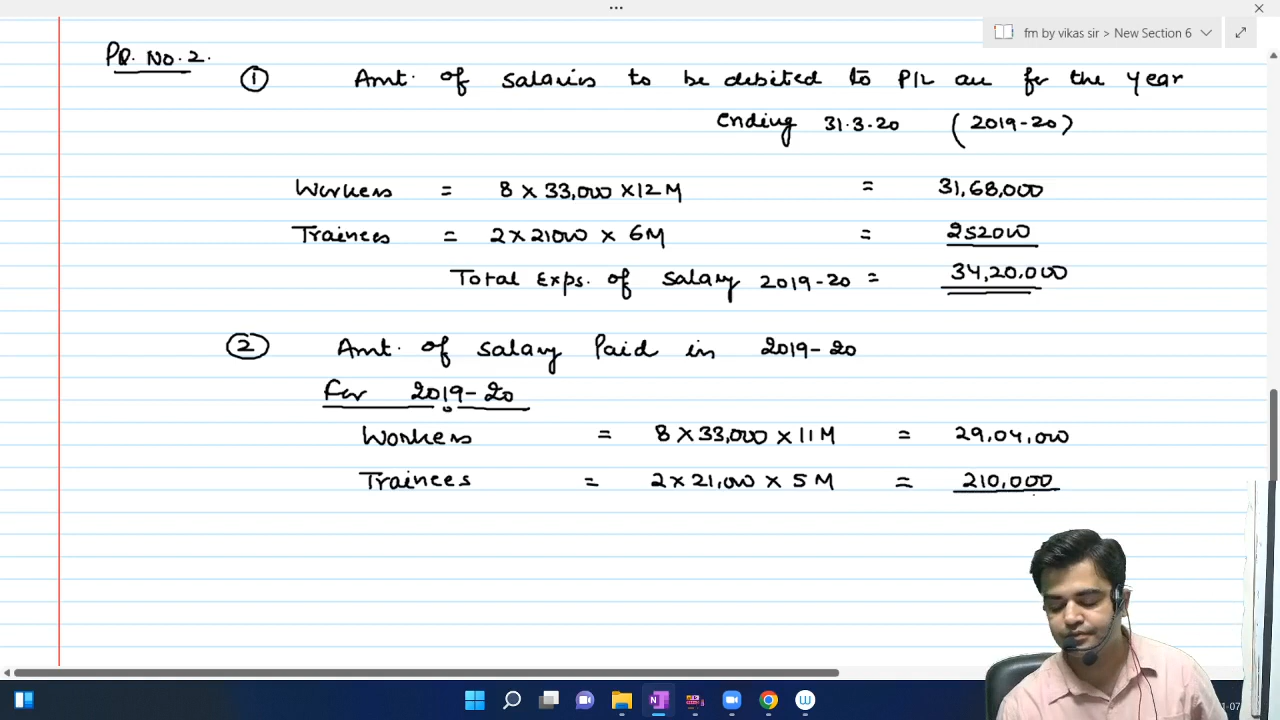 fm by vikas sir > New Section 6
PQ. No. 2.
① Amt. of salaries to be debited to P/L a/c for the year
Ending 31.3.20 (2019-20)
Workers = 8 × 33,000 × 12 M = 31,68,000
Trainees = 2 × 21000 × 6M = 252000
Total Exps. of salary 2019-20 = 34,20,000
② Amt. of salary Paid in 2019-20
For 2019-20
Workers = 8 × 33,000 × 11 M = 29,04,000
Trainees = 2 × 21,000 × 5 M = 210,000